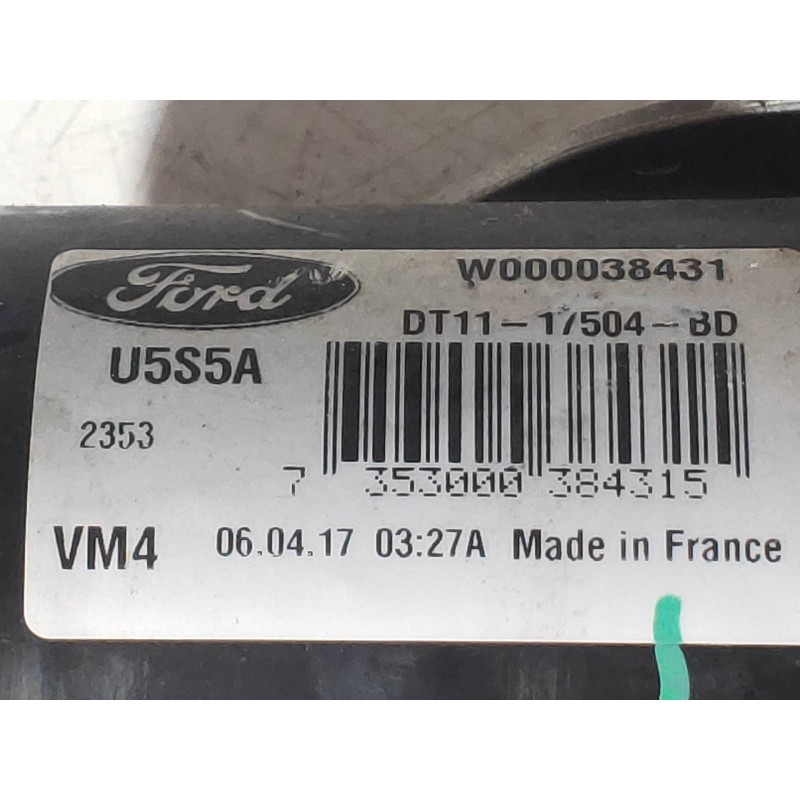 Ford
W000038431
DT11-17504-BD
U5S5A
2353
7 353000 384315
VM4 06.04.17 03:27A Made in France